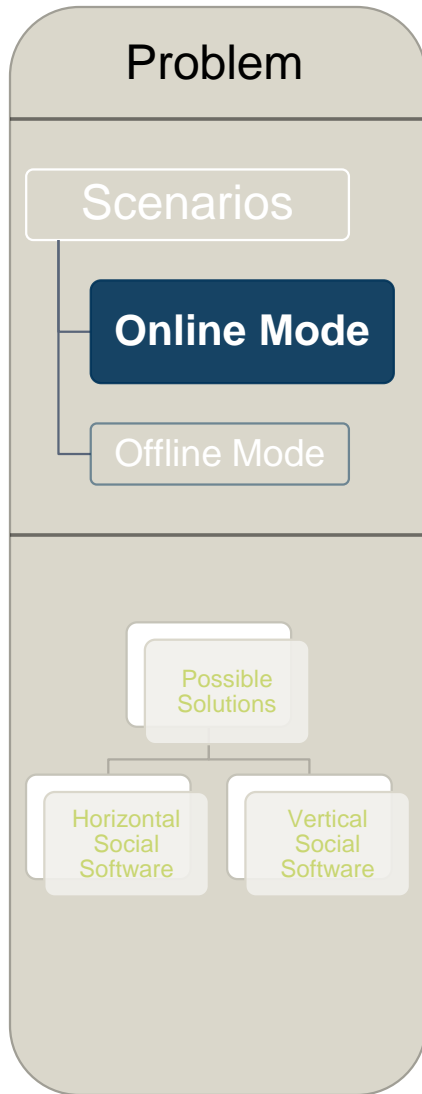 Problem
Scenarios
Online Mode
Offline Mode
Possible
Solutions
Horizontal
Social
Software
Vertical
Social
Software